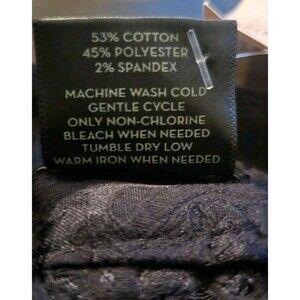 53% COTTON
45% POLYESTER
2% SPANDEX
MACHINE WASH COLD
GENTLE CYCLE
ONLY NON-CHLORINE
BLEACH WHEN NEEDED
TUMBLE DRY LOW
WARM IRON WHEN NEEDED